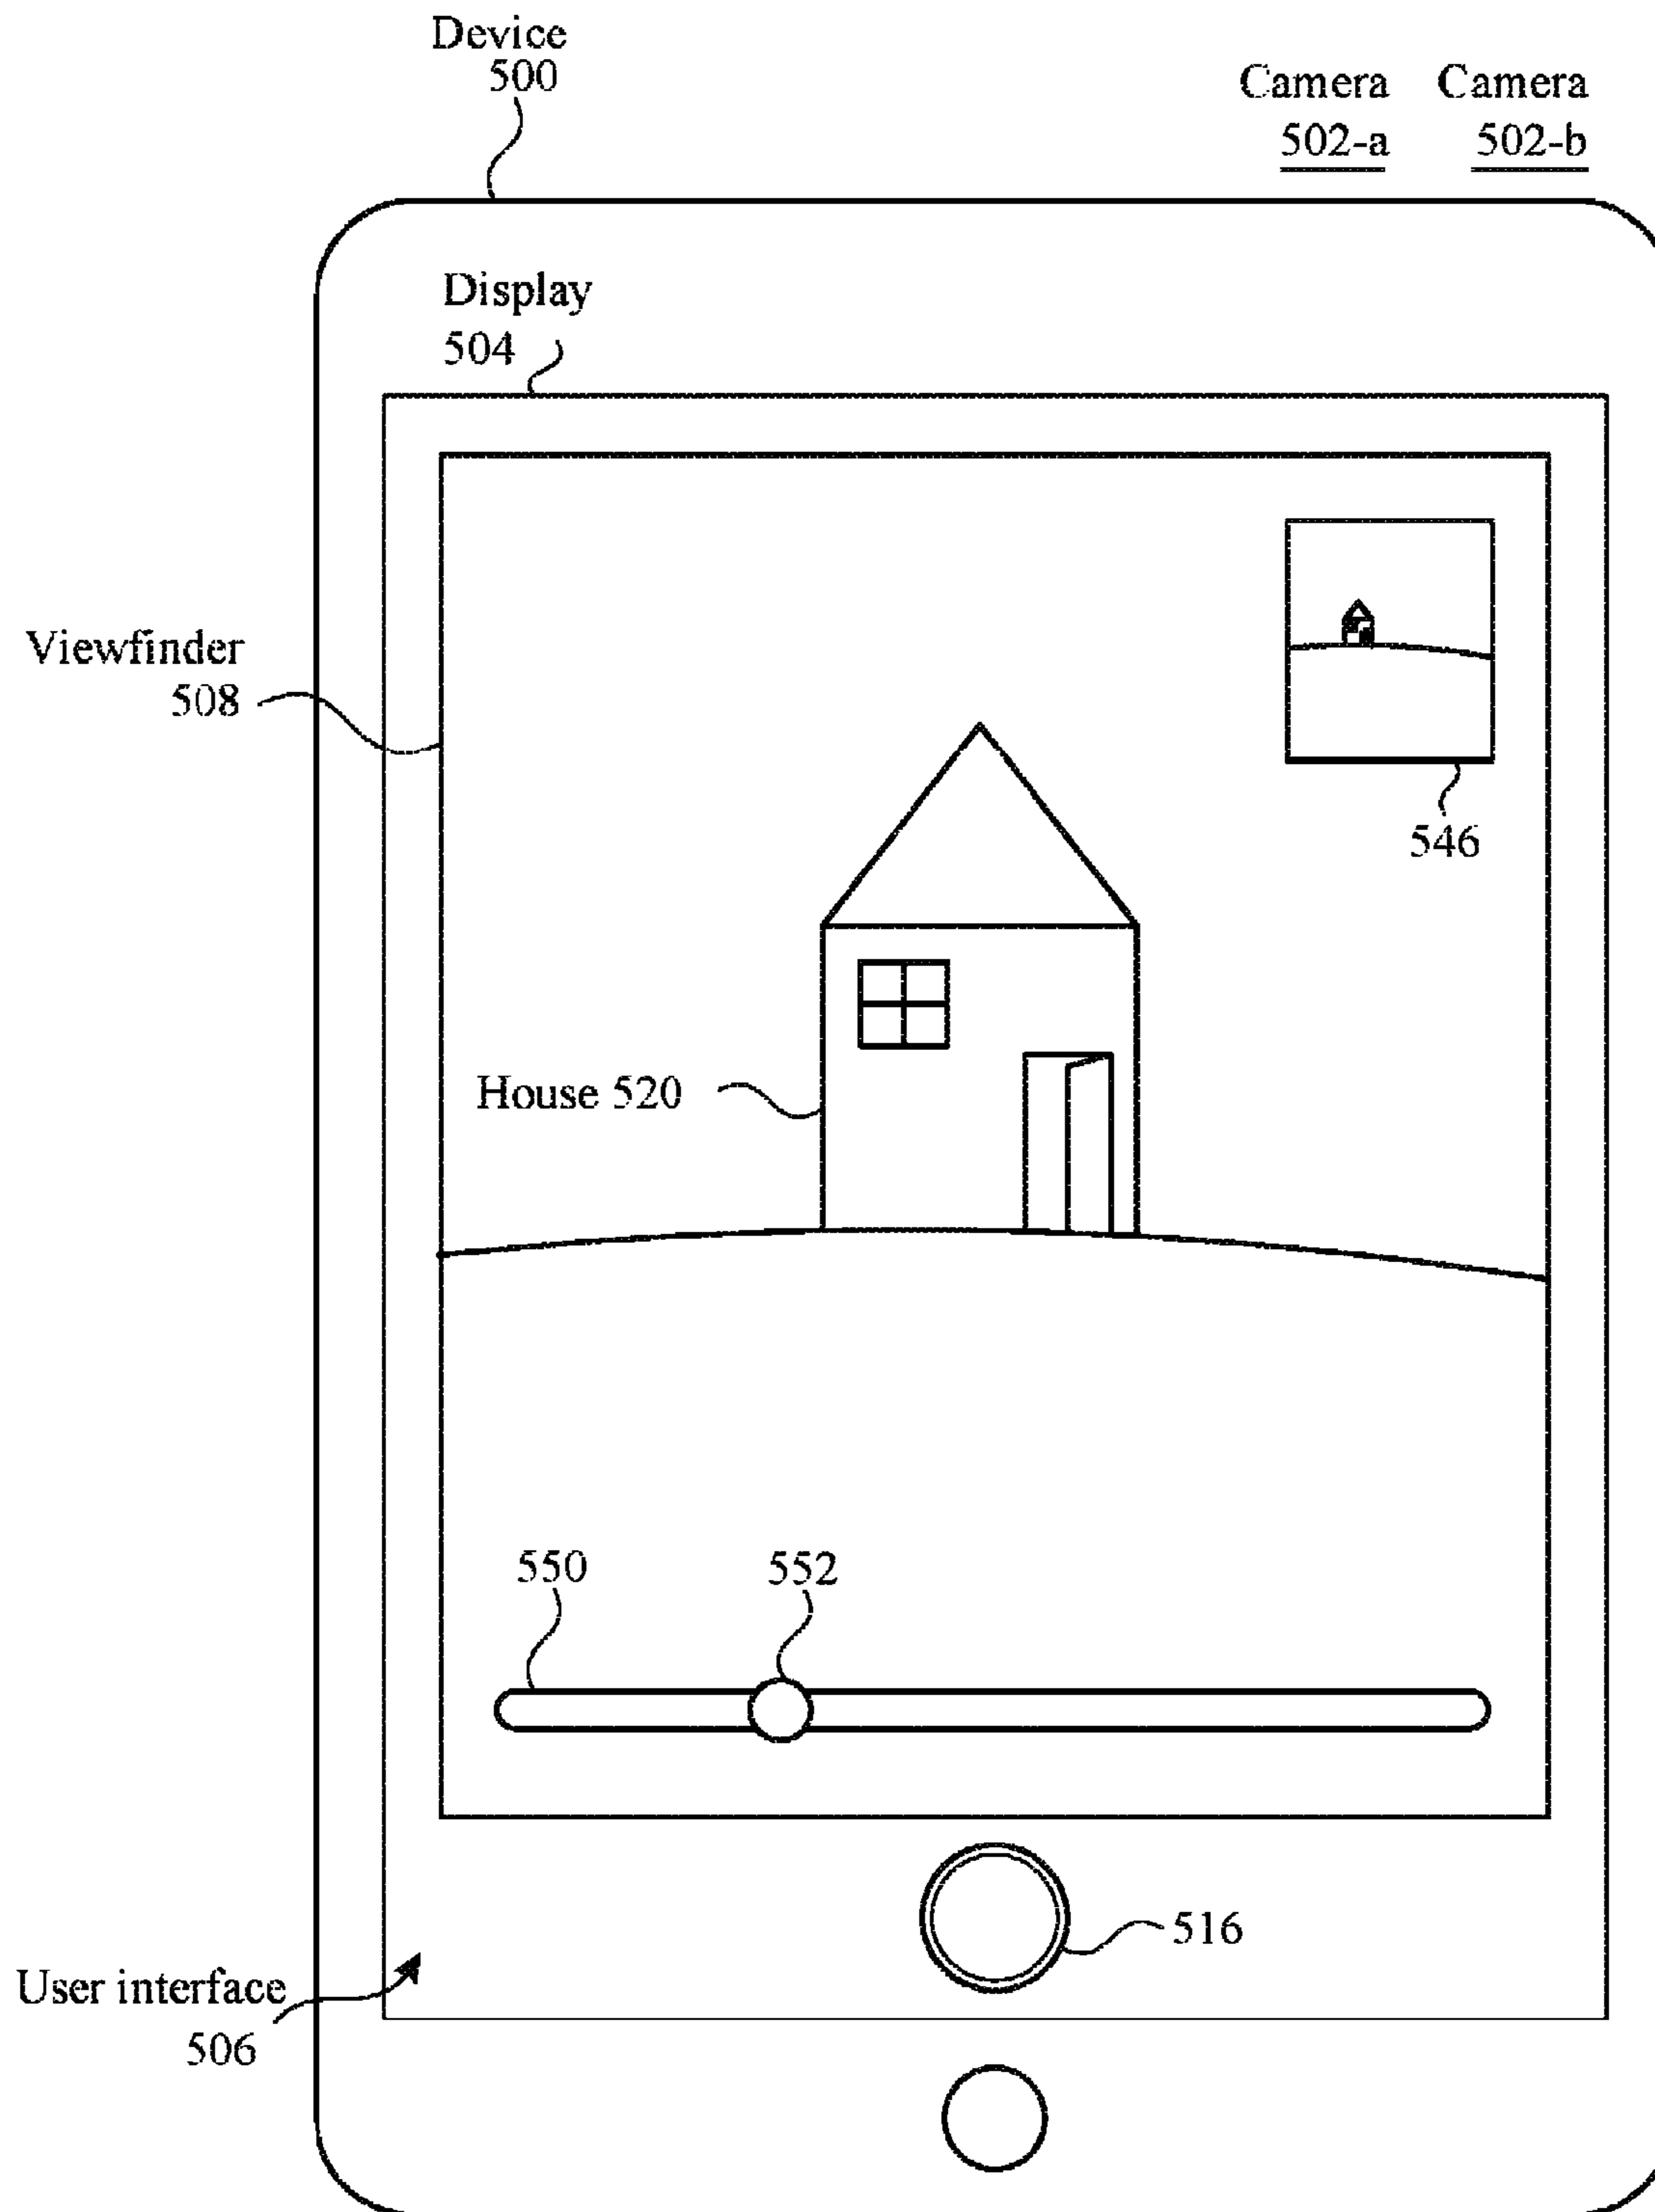 Device
500
Camera Camera
502-a 502-b
Display
504
Viewfinder
508
546
House 520
550 552
516
User interface
506